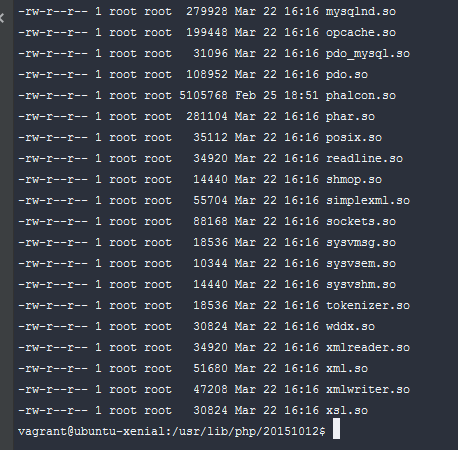 -rw-r--r-- 1 root root  279928 Mar 22 16:16 mysqlnd.so
-rw-r--r-- 1 root root  199448 Mar 22 16:16 opcache.so
-rw-r--r-- 1 root root   31096 Mar 22 16:16 pdo_mysql.so
-rw-r--r-- 1 root root  108952 Mar 22 16:16 pdo.so
-rw-r--r-- 1 root root 5105768 Feb 25 18:51 phalcon.so
-rw-r--r-- 1 root root  281104 Mar 22 16:16 phar.so
-rw-r--r-- 1 root root   35112 Mar 22 16:16 posix.so
-rw-r--r-- 1 root root   34920 Mar 22 16:16 readline.so
-rw-r--r-- 1 root root   14440 Mar 22 16:16 shmop.so
-rw-r--r-- 1 root root   55704 Mar 22 16:16 simplexml.so
-rw-r--r-- 1 root root   88168 Mar 22 16:16 sockets.so
-rw-r--r-- 1 root root   18536 Mar 22 16:16 sysvmsg.so
-rw-r--r-- 1 root root   10344 Mar 22 16:16 sysvsem.so
-rw-r--r-- 1 root root   14440 Mar 22 16:16 sysvshm.so
-rw-r--r-- 1 root root   18536 Mar 22 16:16 tokenizer.so
-rw-r--r-- 1 root root   30824 Mar 22 16:16 wddx.so
-rw-r--r-- 1 root root   34920 Mar 22 16:16 xmlreader.so
-rw-r--r-- 1 root root   51680 Mar 22 16:16 xml.so
-rw-r--r-- 1 root root   47208 Mar 22 16:16 xmlwriter.so
-rw-r--r-- 1 root root   30824 Mar 22 16:16 xsl.so
vagrant@ubuntu-xenial:/usr/lib/php/20151012$